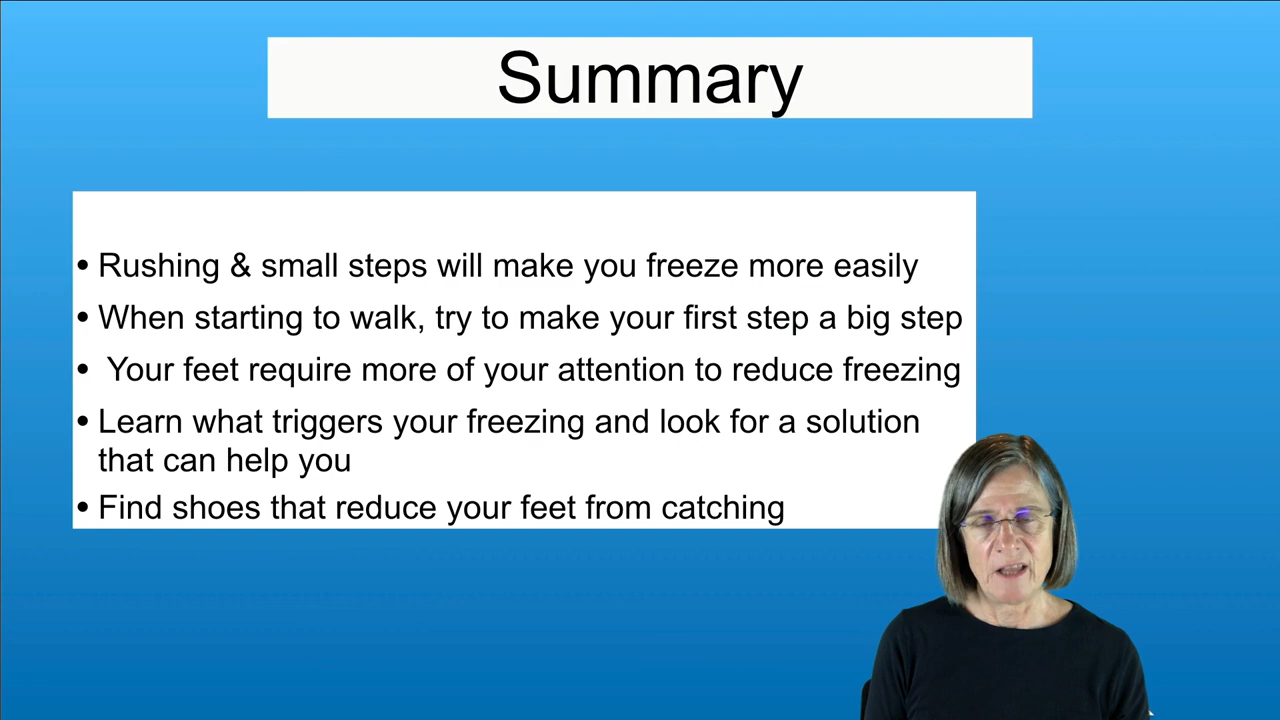 Summary
• Rushing & small steps will make you freeze more easily
• When starting to walk, try to make your first step a big step
• Your feet require more of your attention to reduce freezing
• Learn what triggers your freezing and look for a solution
that can help you
• Find shoes that reduce your feet from catching